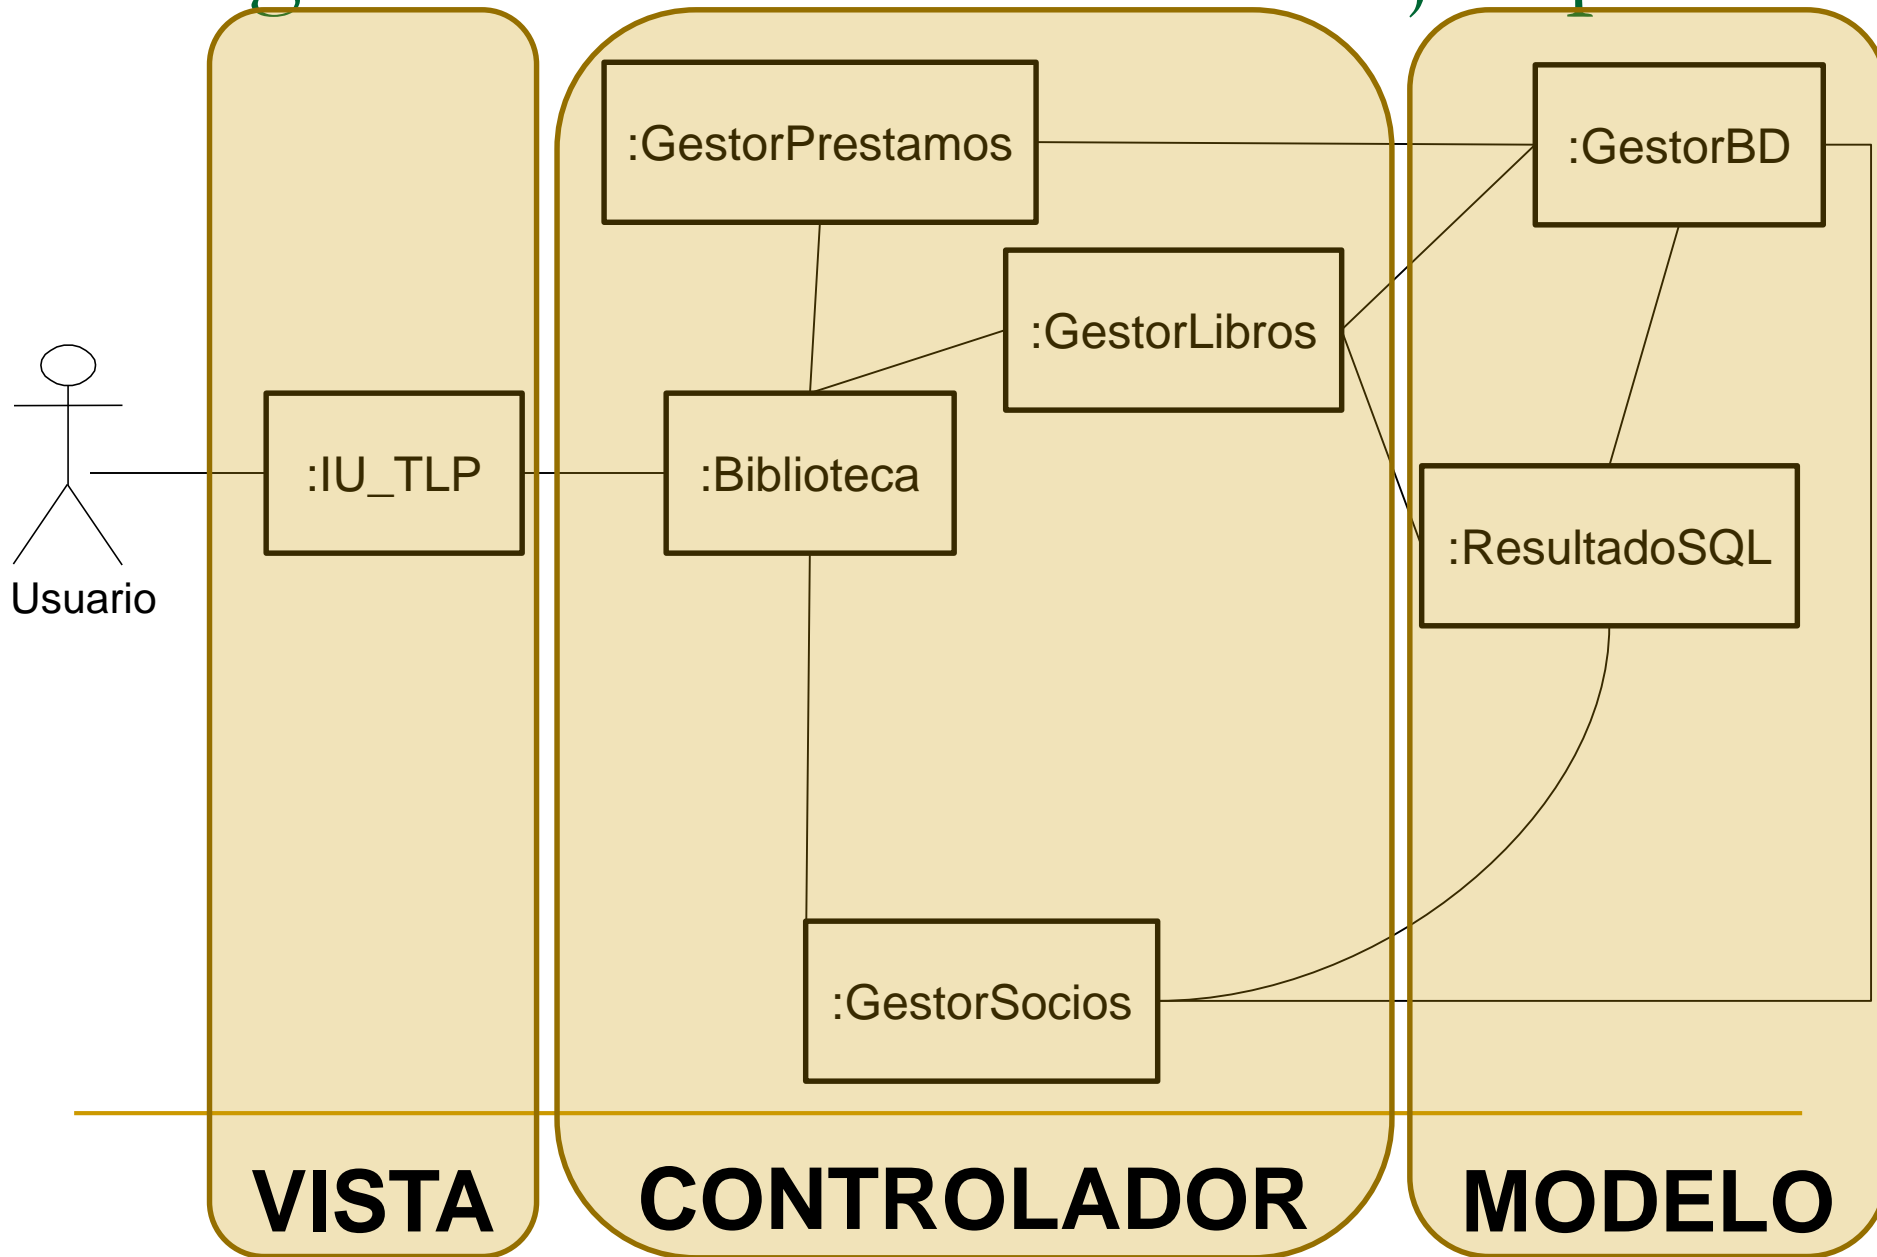 :GestorPrestamos
:GestorBD
:GestorLibros
:IU_TLP
:Biblioteca
:ResultadoSQL
Usuario
:GestorSocios
VISTA
CONTROLADOR
MODELO